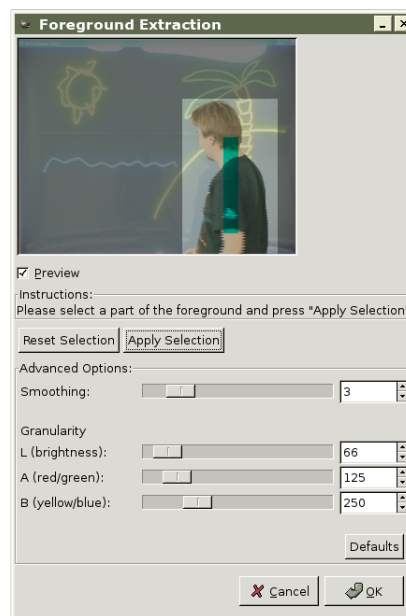 Foreground Extraction
Preview
Instructions:
Please select a part of the foreground and press "Apply Selection
Reset Selection Apply Selection
Advanced Options:
Smoothing: 3
Granularity
L (brightness): 66
A (red/green): 125
B (yellow/blue): 250
Defaults
Cancel OK